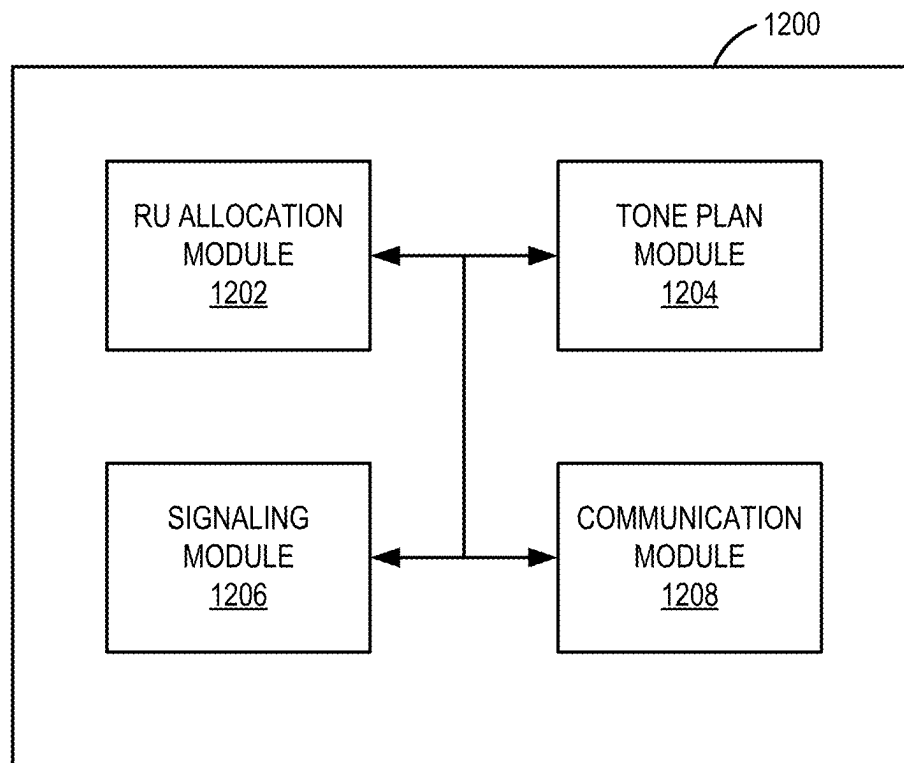 1200
RU ALLOCATION
MODULE
1202
TONE PLAN
MODULE
1204
SIGNALING
MODULE
1206
COMMUNICATION
MODULE
1208